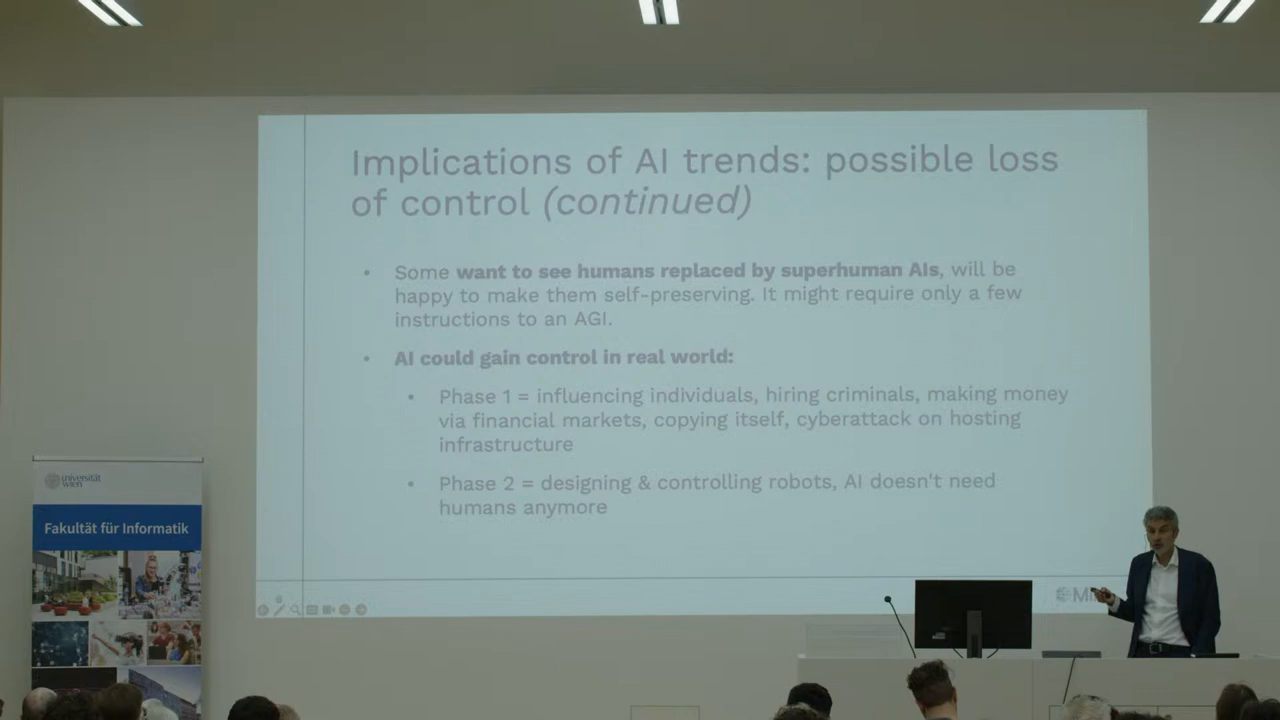 Implications of AI trends: possible loss
of control (continued)
• Some want to see humans replaced by superhuman AIs, will be
happy to make them self-preserving. It might require only a few
instructions to an AGI.
• AI could gain control in real world:
• Phase 1 = influencing individuals, hiring criminals, making money
via financial markets, copying itself, cyberattack on hosting
infrastructure
• Phase 2 = designing & controlling robots, AI doesn't need
humans anymore
universität
wien
Fakultät für Informatik